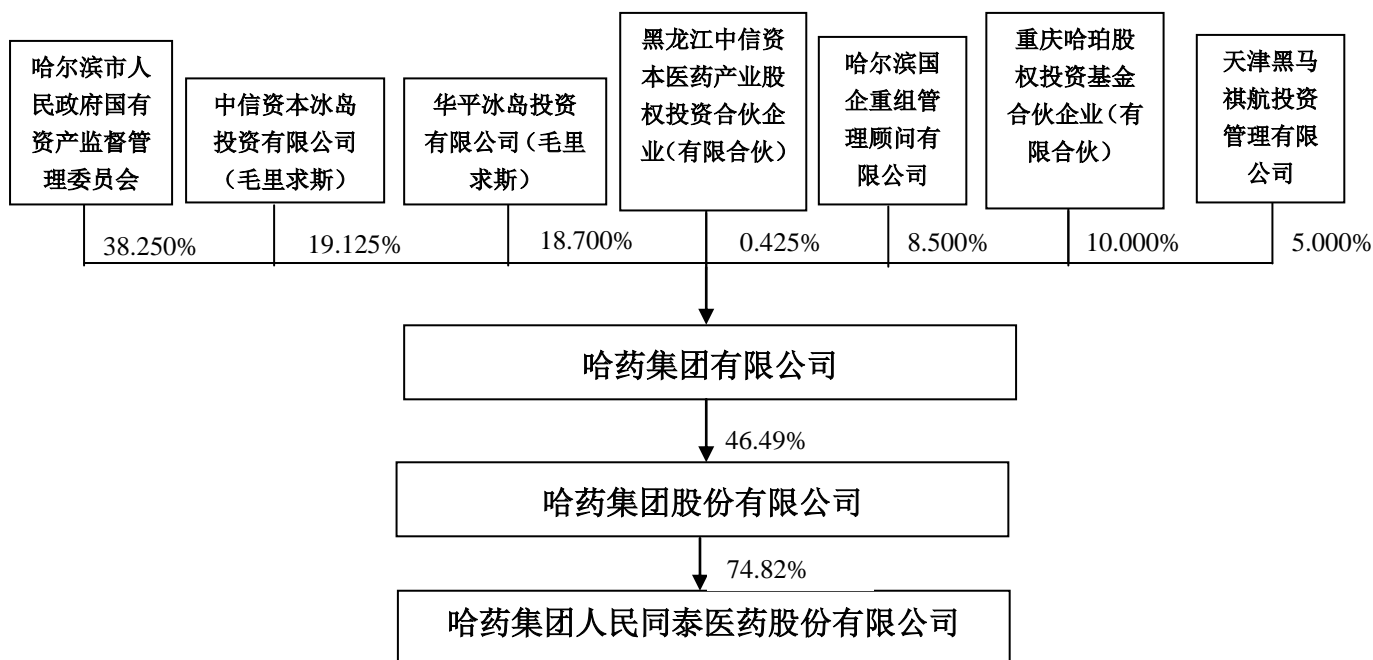 哈尔滨市人
民政府国有
资产监督管
理委员会
中信资本冰岛
投资有限公司
（毛里求斯）
华平冰岛投资
有限公司（毛里
求斯）
黑龙江中信资
本医药产业股
权投资合伙企
业（有限合伙）
哈尔滨国
企重组管
理顾问有
限公司
重庆哈珀股
权投资基金
合伙企业（有
限合伙）
天津黑马
祺航投资
管理有限
公司
38.250%
19.125%
18.700%
0.425%
8.500%
10.000%
5.000%
哈药集团有限公司
46.49%
哈药集团股份有限公司
74.82%
哈药集团人民同泰医药股份有限公司